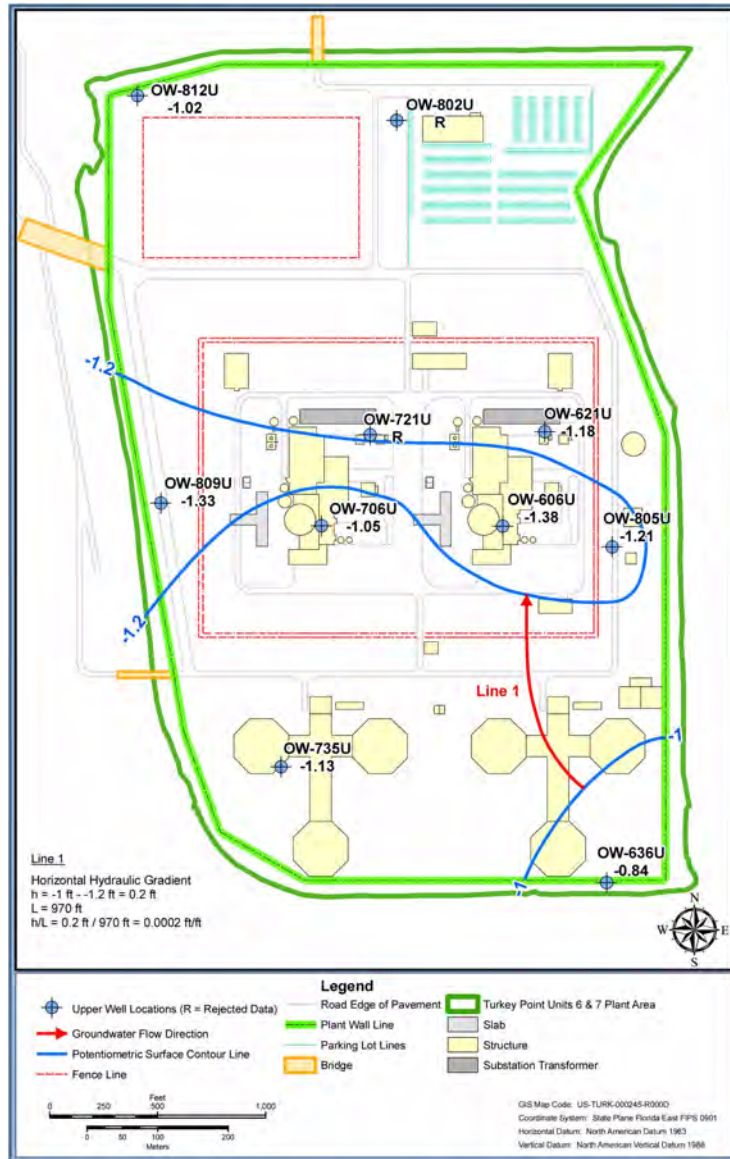 OW-812U
-1.02
OW-802U
R
-1.2
OW-721U
R
OW-621U
-1.18
OW-809U
-1.33
OW-706U
-1.05
OW-606U
-1.38
OW-805U
-1.21
-1.2
Line 1
-1
OW-735U
-1.13
OW-636U
-0.84
-1
Line 1
Horizontal Hydraulic Gradient
h = -1 ft - -1.2 ft = 0.2 ft
L = 970 ft
h/L = 0.2 ft / 970 ft = 0.0002 ft/ft
N
W E
S
Legend
Upper Well Locations (R = Rejected Data)
Groundwater Flow Direction
Potentiometric Surface Contour Line
Fence Line
Road Edge of Pavement
Plant Wall Line
Parking Lot Lines
Bridge
Turkey Point Units 6 & 7 Plant Area
Slab
Structure
Substation Transformer
Feet
0 250 500 1,000
0 50 100 200
Meters
GIS Map Code: US-TURK-000245-R000D
Coordinate System: State Plane Florida East FIPS 0901
Horizontal Datum: North American Datum 1983
Vertical Datum: North American Vertical Datum 1988